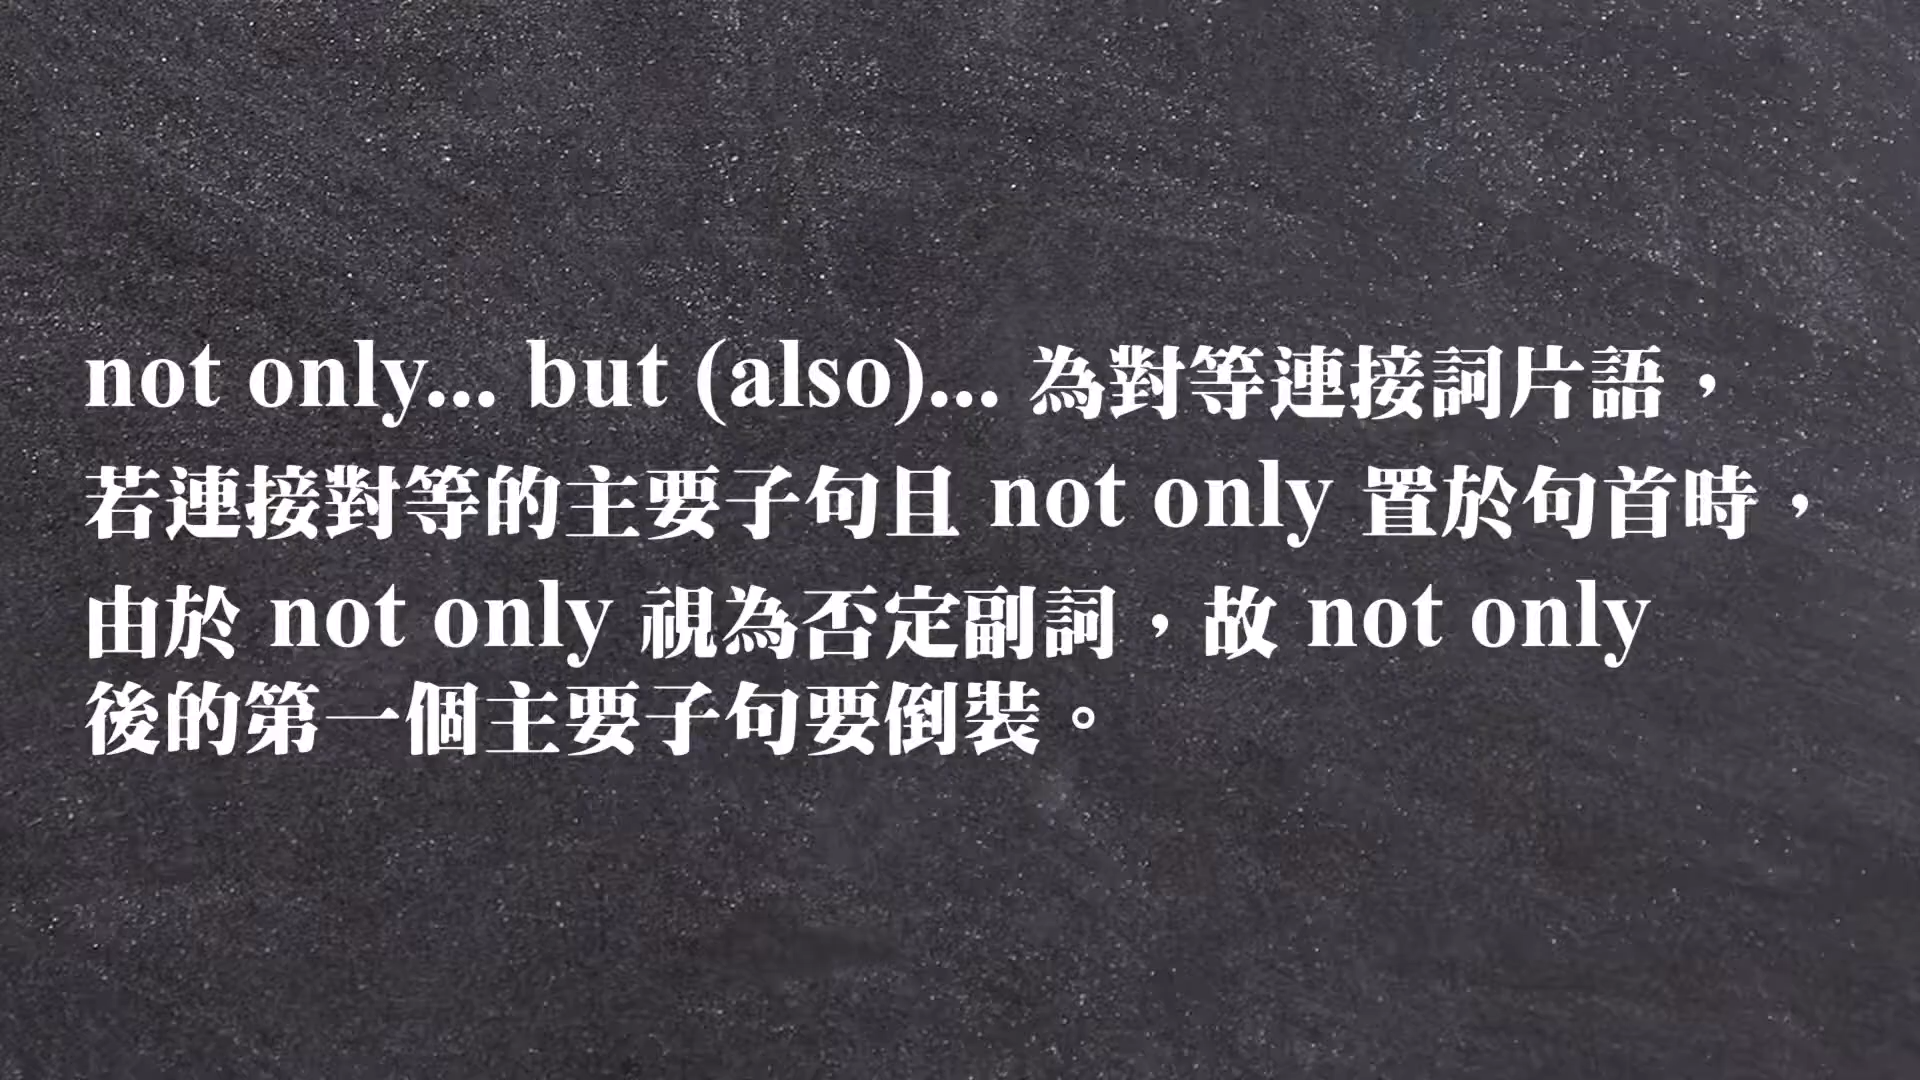 not only... but (also)... 為對等連接詞片語，
若連接對等的主要子句且 not only 置於句首時，
由於 not only 視為否定副詞，故 not only
後的第一個主要子句要倒裝。